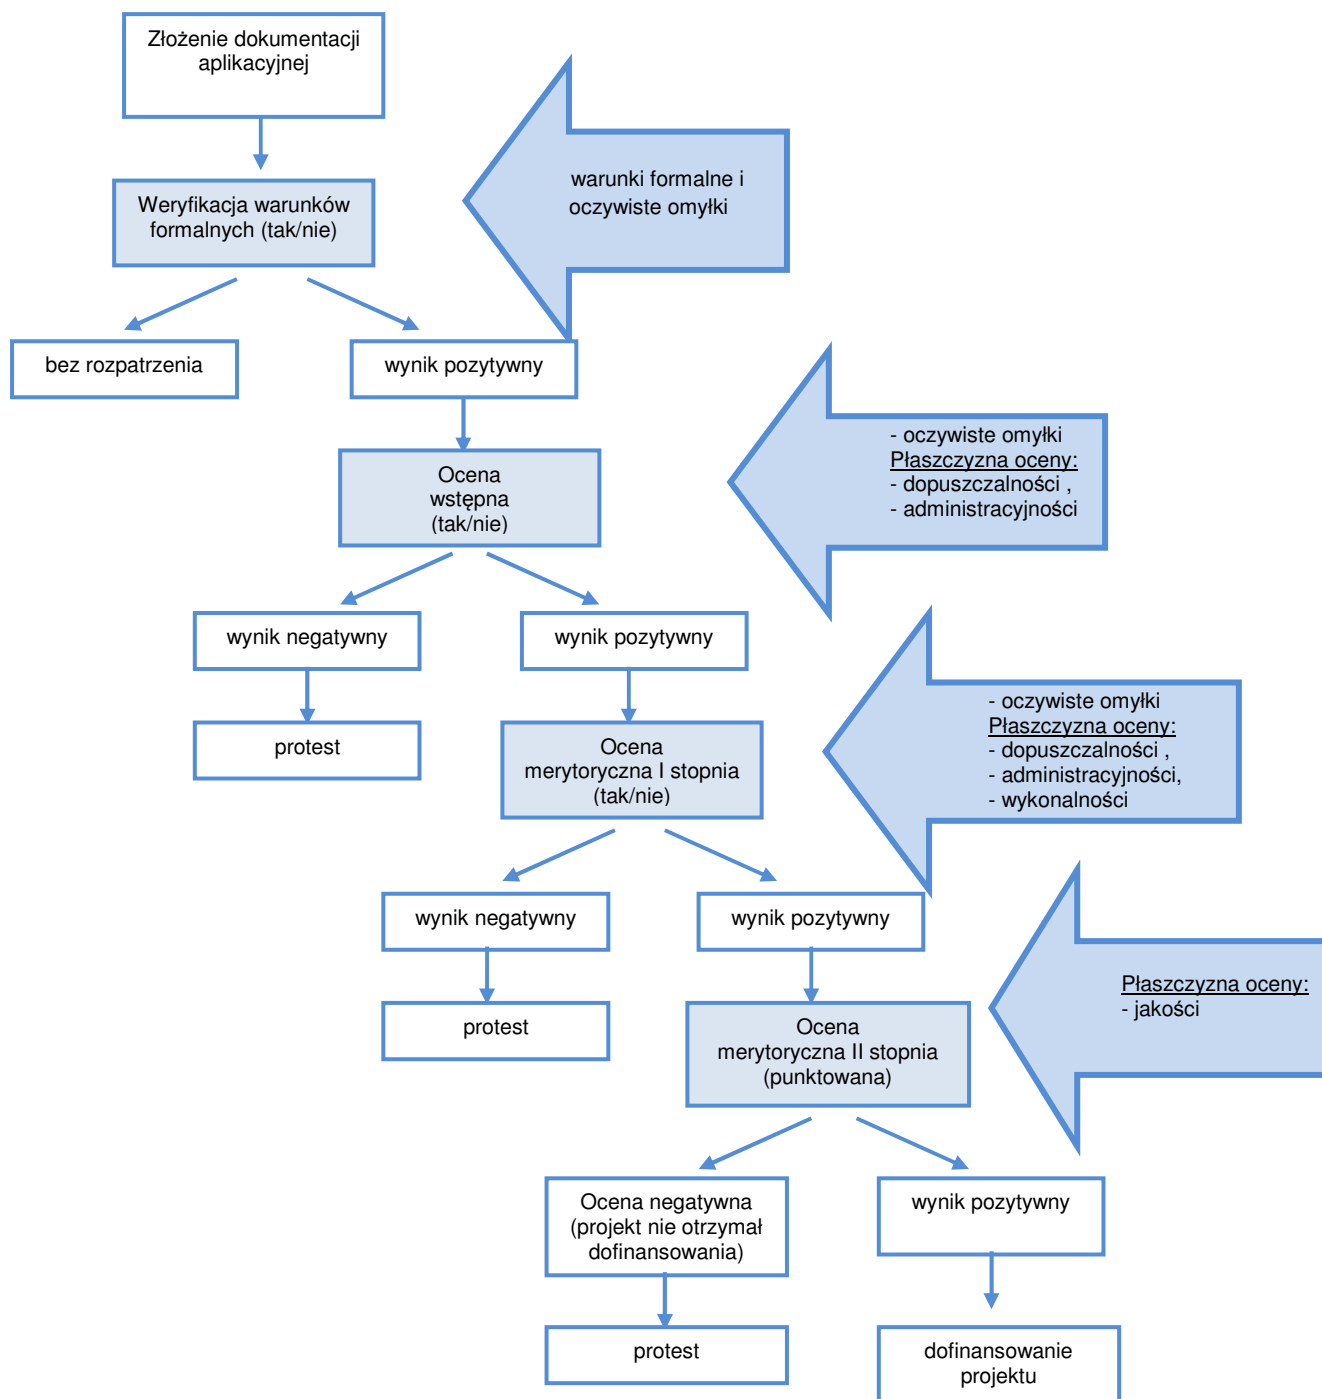 Złożenie dokumentacji
aplikacyjnej
warunki formalne i
oczywiste omyłki
Weryfikacja warunków
formalnych (tak/nie)
bez rozpatrzenia
wynik pozytywny
- oczywiste omyłki
Płaszczyzna oceny:
- dopuszczalności ,
- administracyjności
Ocena
wstępna
(tak/nie)
wynik negatywny
wynik pozytywny
- oczywiste omyłki
Płaszczyzna oceny:
- dopuszczalności ,
- administracyjności,
- wykonalności
protest
Ocena
merytoryczna I stopnia
(tak/nie)
wynik negatywny
wynik pozytywny
Płaszczyzna oceny:
- jakości
protest
Ocena
merytoryczna II stopnia
(punktowana)
Ocena negatywna
(projekt nie otrzymał
dofinansowania)
wynik pozytywny
protest
dofinansowanie
projektu